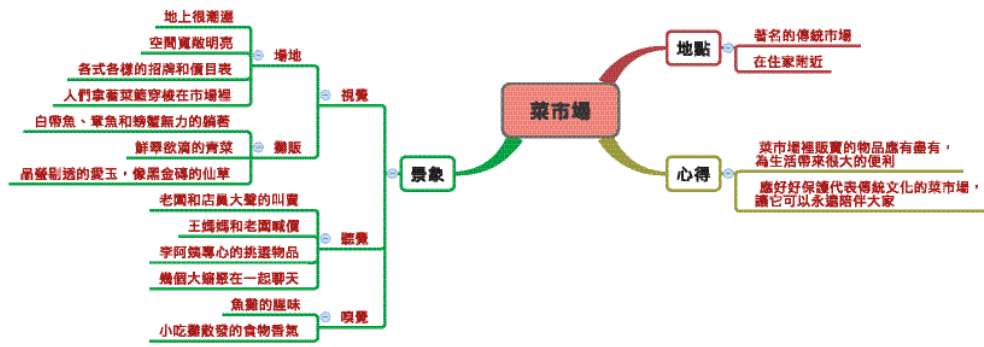 菜市場
地點
著名的傳統市場
在住家附近
心得
菜市場裡販賣的物品應有盡有，
為生活帶來很大的便利
應好好保護代表傳統文化的菜市場，
讓它可以永遠陪伴大家
景象
視覺
場地
地上很潮溼
空間寬敞明亮
各式各樣的招牌和價目表
人們拿著菜籃穿梭在市場裡
攤販
白帶魚、章魚和螃蟹無力的躺著
鮮翠欲滴的青菜
晶瑩剔透的愛玉，像黑金磚的仙草
聽覺
老闆和店員大聲的叫賣
王媽媽和老闆喊價
李阿姨專心的挑選物品
幾個大嬸聚在一起聊天
嗅覺
魚攤的腥味
小吃攤散發的食物香氣